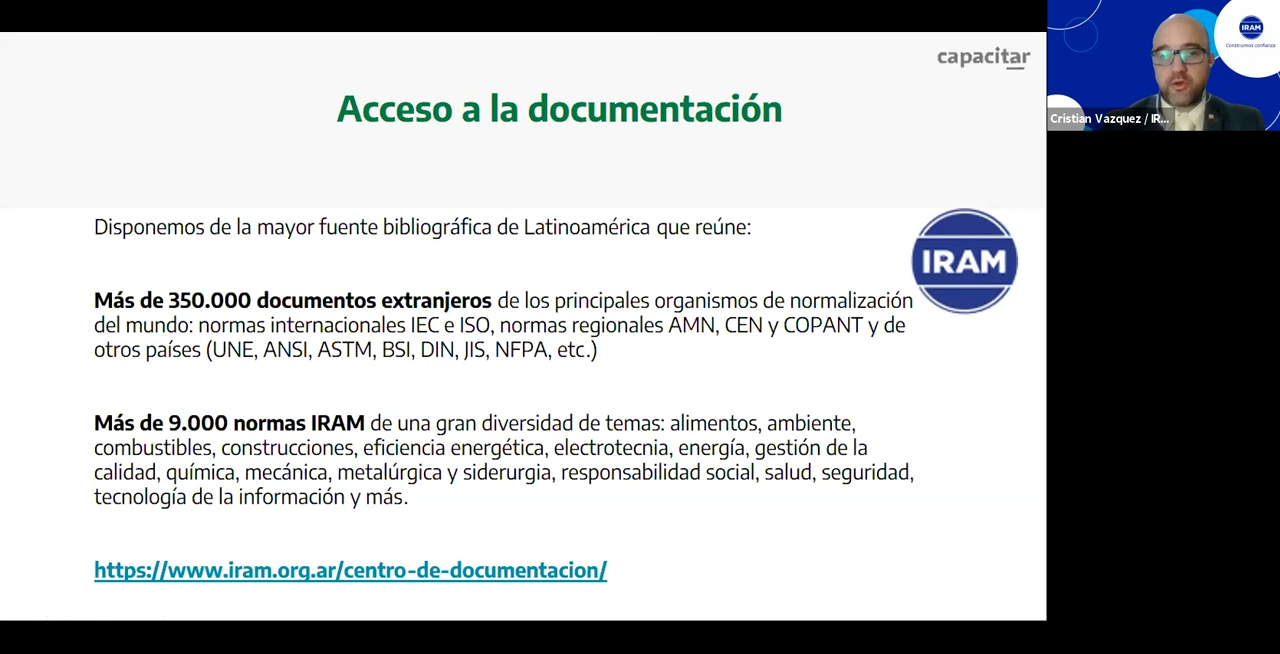 capacitar
Acceso a la documentación
Disponemos de la mayor fuente bibliográfica de Latinoamérica que reúne:
IRAM
Más de 350.000 documentos extranjeros de los principales organismos de normalización
del mundo: normas internacionales IEC e ISO, normas regionales AMN, CEN y COPANT y de
otros países (UNE, ANSI, ASTM, BSI, DIN, JIS, NFPA, etc.)
Más de 9.000 normas IRAM de una gran diversidad de temas: alimentos, ambiente,
combustibles, construcciones, eficiencia energética, electrotecnia, energía, gestión de la
calidad, química, mecánica, metalúrgica y siderurgia, responsabilidad social, salud, seguridad,
tecnología de la información y más.
https://www.iram.org.ar/centro-de-documentacion/
IRAM
Construimos confianza
Cristian Vazquez / IR...